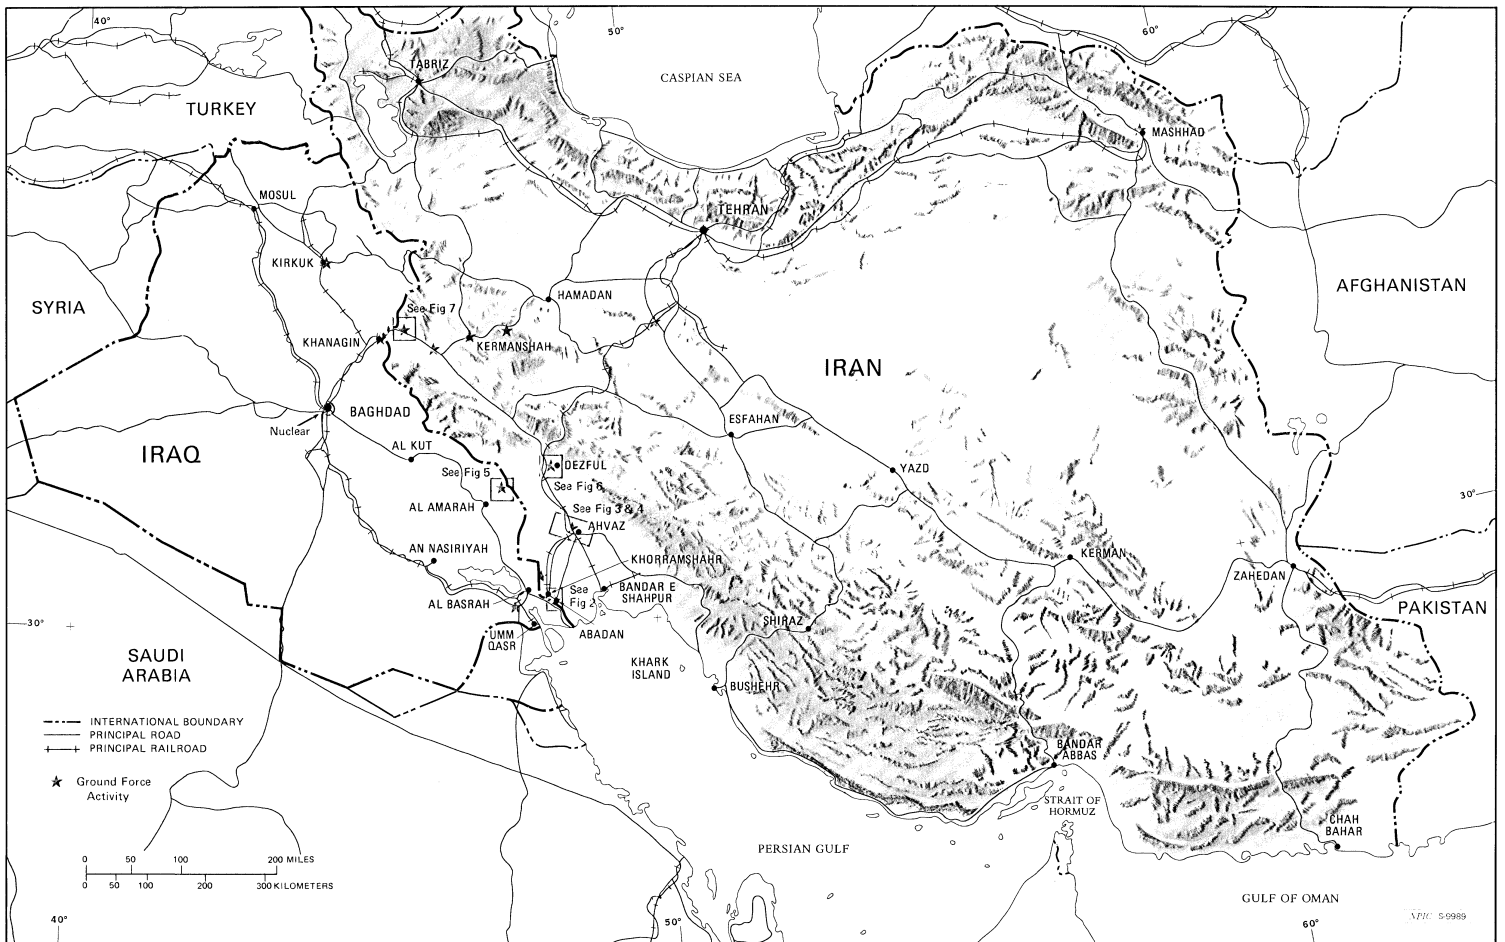 40°
50°
60°
TABRIZ
CASPIAN SEA
TURKEY
MASHHAD
MOSUL
TEHRAN
KIRKUK
SYRIA
AFGHANISTAN
HAMADAN
See Fig 7
KHANAGIN
KERMANSHAH
IRAN
BAGHDAD
ESFAHAN
Nuclear
AL KUT
IRAQ
DEZFUL
YAZD
See Fig 5
See Fig 6
30°
AL AMARAH
See Fig 3 & 4
AHVAZ
AN NASIRIYAH
KHORRAMSHAHR
KERMAN
ZAHEDAN
BANDAR E
SHAHPUR
See
Fig 2
AL BASRAH
PAKISTAN
30°
SHIRAZ
UMM
QASR
ABADAN
SAUDI
ARABIA
KHARK
ISLAND
BUSHEHR
INTERNATIONAL BOUNDARY
PRINCIPAL ROAD
PRINCIPAL RAILROAD
BANDAR
ABBAS
Ground Force
Activity
STRAIT OF
HORMUZ
CHAH
BAHAR
PERSIAN GULF
0 50 100 200 MILES
0 50 100 200 300 KILOMETERS
GULF OF OMAN
NPIC S-9989
40°
50°
60°